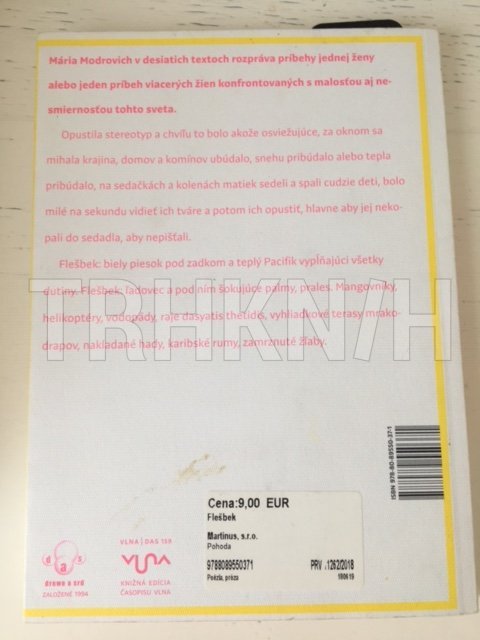 Mária Modrovich v desiatich textoch rozpráva príbehy jednej ženy
alebo jeden príbeh viacerých žien konfrontovaných s malosťou aj ne-
smiernosťou tohto sveta.
Opustila stereotyp a chvíľu to bolo akože osviežujúce, za oknom sa
mihala krajina, domov a komínov ubúdalo, snehu pribúdalo alebo tepla
pribúdalo, na sedačkách a kolenách matiek sedeli a spali cudzie deti, bolo
milé na sekundu vidieť ich tváre a potom ich opustiť, hlavne aby jej neko-
pali do sedadla, aby nepišťali.
Flešbek: biely piesok pod zadkom a teplý Pacifik vypĺňajúci všetky
dutiny. Flešbek: ľadovec a pod ním šokujúce palmy, prales. Mangovníky,
helikoptéry, vodopády, raje dasyatis thetidis, vyhliadkové terasy mrako-
drapov, nakladané hady, karibské rumy, zamrznuté žľaby.
TRHKNIH
ISBN 978-80-89550-37-1
d a s
drewo a srd
ZALOŽENÉ 1994
VLNA | DAS 159
VLNA
KNIŽNÁ EDÍCIA
ČASOPISU VLNA
Cena:9,00 EUR
Flešbek
Martinus, s.r.o.
Pohoda
9788089550371
PRV .1262/2018
Poézia, próza
180619